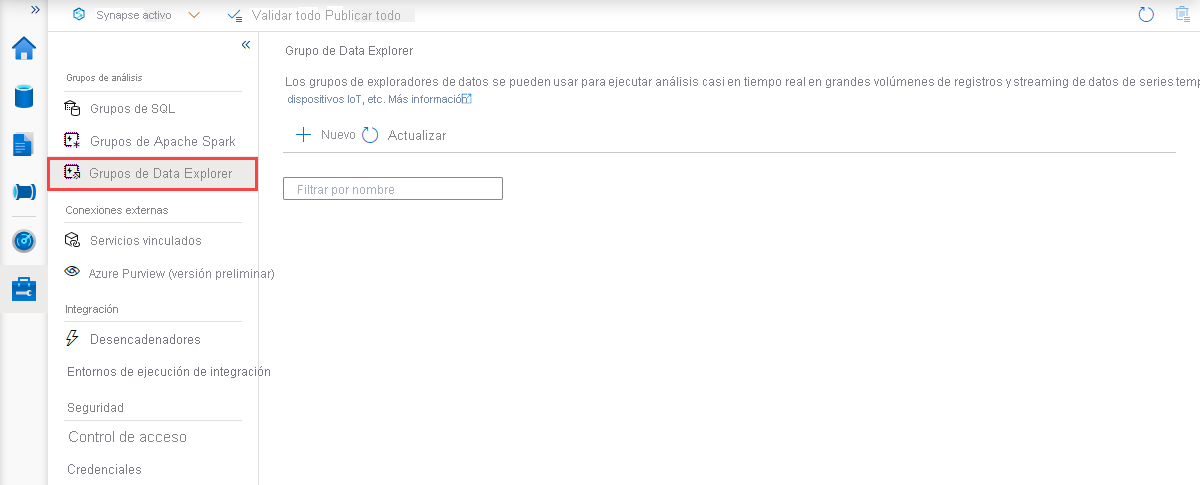 Synapse activo
Validar todo Publicar todo
Grupos de análisis
Grupos de SQL
Grupos de Apache Spark
Grupos de Data Explorer
Conexiones externas
Servicios vinculados
Azure Purview (versión preliminar)
Integración
Desencadenadores
Entornos de ejecución de integración
Seguridad
Control de acceso
Credenciales
Grupo de Data Explorer
Los grupos de exploradores de datos se pueden usar para ejecutar análisis casi en tiempo real en grandes volúmenes de registros y streaming de datos de series temp
dispositivos IoT, etc. Más informació
Nuevo
Actualizar
Filtrar por nombre